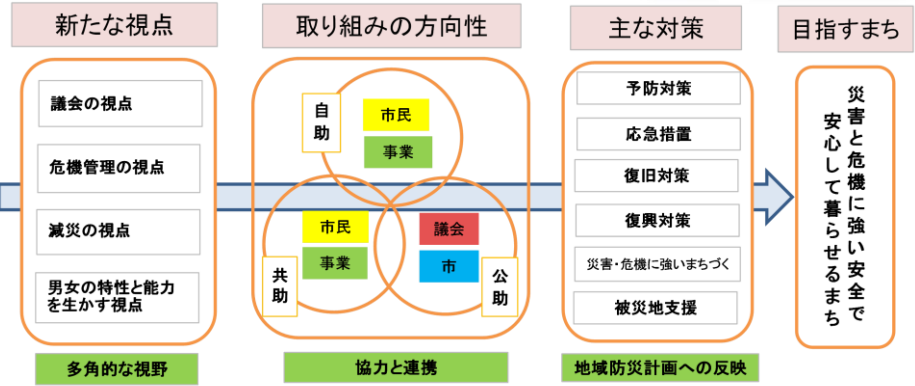 新たな視点
議会の視点
危機管理の視点
減災の視点
男女の特性と能力
を生かす視点
多角的な視野
取り組みの方向性
自助
市民
事業
共助
市民
事業
公助
議会
市
協力と連携
主な対策
予防対策
応急措置
復旧対策
復興対策
災害・危機に強いまちづく
被災地支援
地域防災計画への反映
目指すまち
災害と危機に強い安全で
安心して暮らせるまち